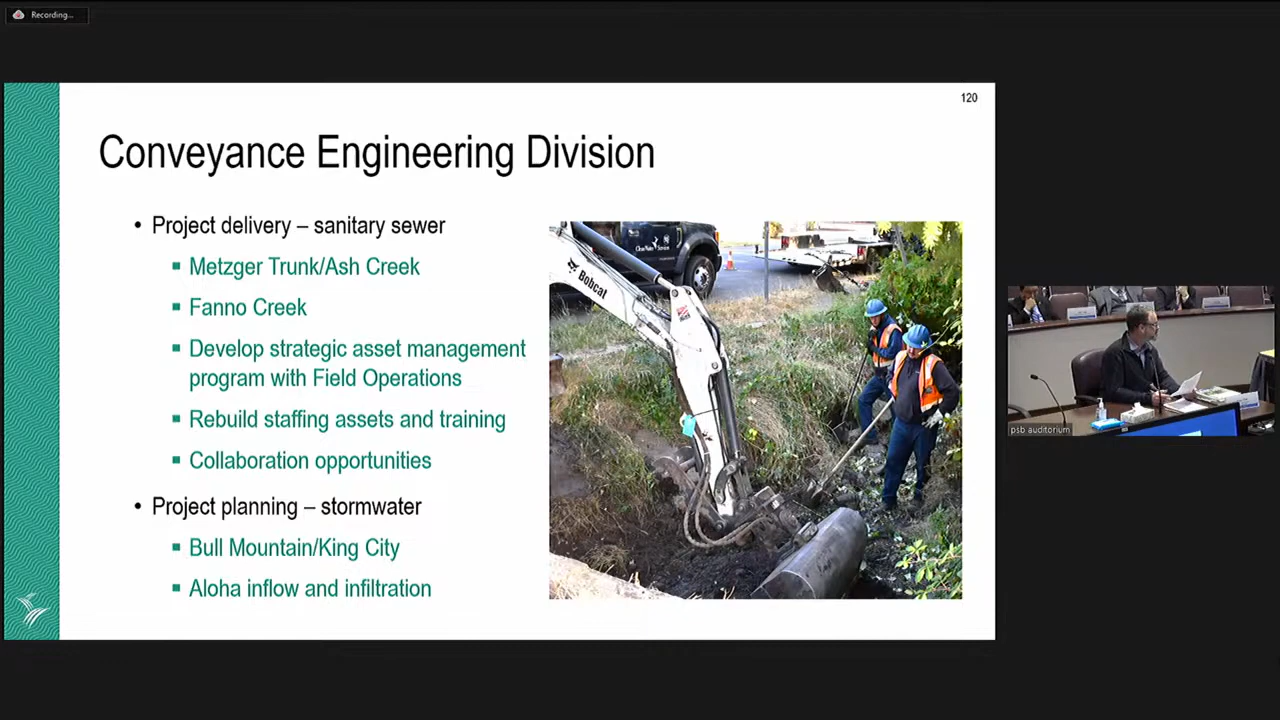 Recording...
120
Conveyance Engineering Division
• Project delivery – sanitary sewer
▪ Metzger Trunk/Ash Creek
▪ Fanno Creek
▪ Develop strategic asset management
program with Field Operations
▪ Rebuild staffing assets and training
▪ Collaboration opportunities
• Project planning – stormwater
▪ Bull Mountain/King City
▪ Aloha inflow and infiltration
CleanWater Services
Bobcat
psb auditorium